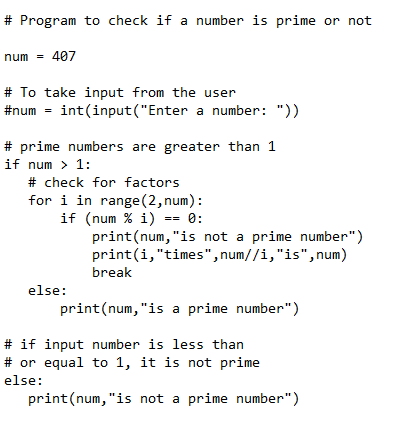 # Program to check if a number is prime or not
num = 407
# To take input from the user
#num = int(input("Enter a number: "))
# prime numbers are greater than 1
if num > 1:
   # check for factors
   for i in range(2,num):
       if (num % i) == 0:
           print(num,"is not a prime number")
           print(i,"times",num//i,"is",num)
           break
   else:
       print(num,"is a prime number")
# if input number is less than
# or equal to 1, it is not prime
else:
   print(num,"is not a prime number")